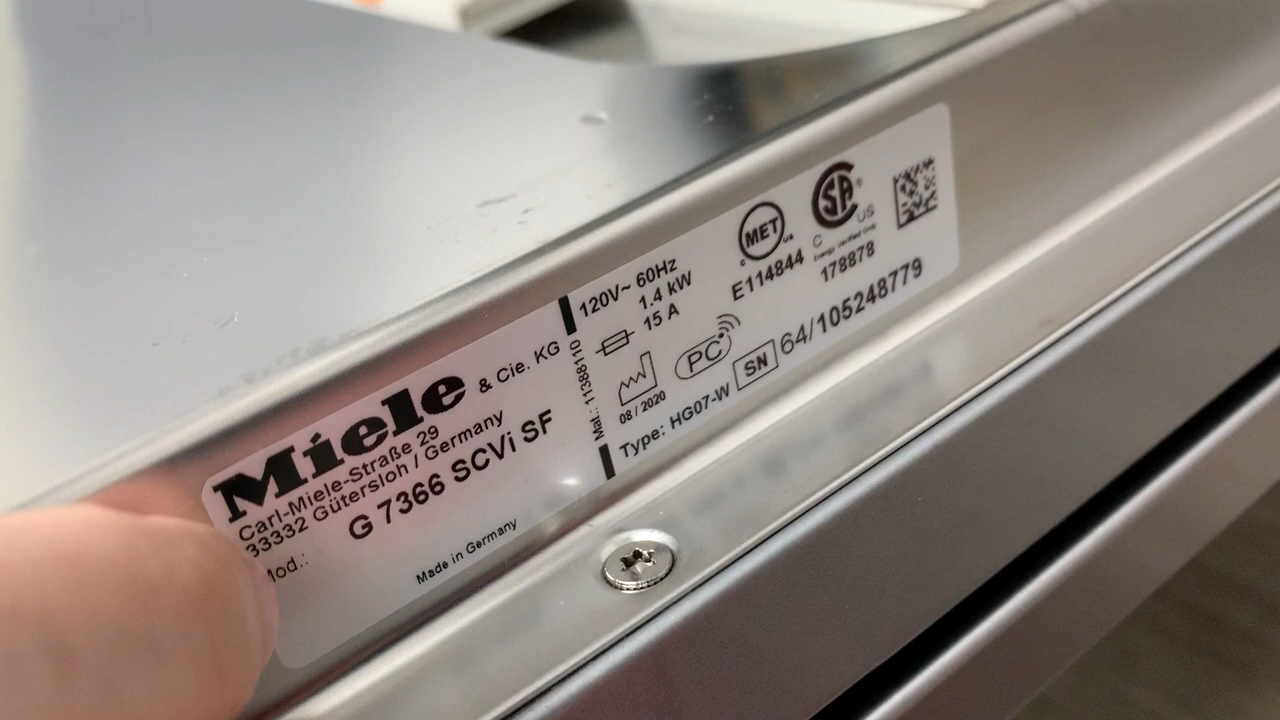 Miele & Cie. KG
Carl-Miele-Straße 29
33332 Gütersloh / Germany
Mod.: G 7366 SCVi SF
Made in Germany
Mat.: 11388110
120V~ 60Hz
1.4 kW
15 A
08 / 2020
PC
Type: HG07-W
SN 64/105248779
MET
C US
E114844
SA
C US
Energy Verified Only
178878